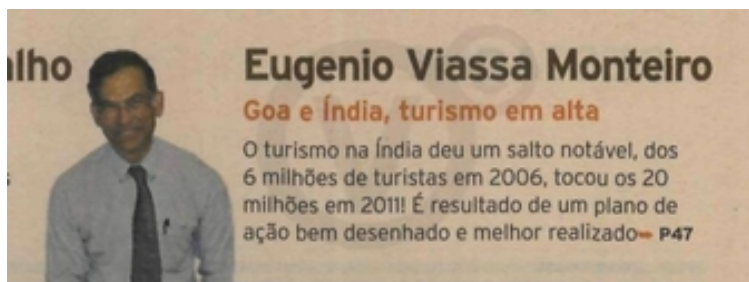 alho
Eugenio Viassa Monteiro
Goa e Índia, turismo em alta
O turismo na Índia deu um salto notável, dos
6 milhões de turistas em 2006, tocou os 20
milhões em 2011! É resultado de um plano de
ação bem desenhado e melhor realizado➨ P47